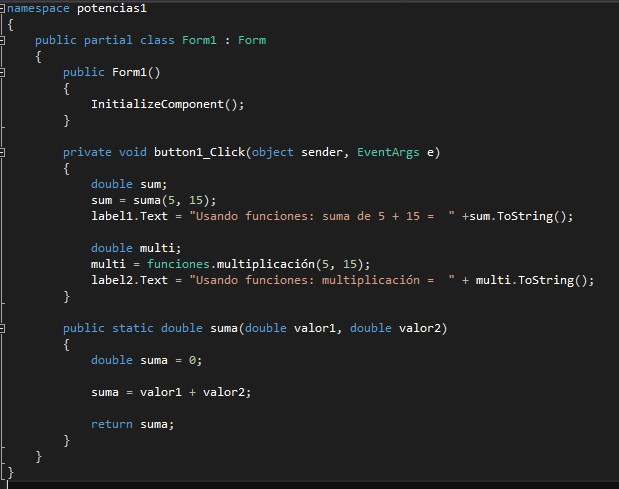 namespace potencias1
{
    public partial class Form1 : Form
    {
        public Form1()
        {
            InitializeComponent();
        }

        private void button1_Click(object sender, EventArgs e)
        {
            double sum;
            sum = suma(5, 15);
            label1.Text = "Usando funciones: suma de 5 + 15 =  " +sum.ToString();

            double multi;
            multi = funciones.multiplicación(5, 15);
            label2.Text = "Usando funciones: multiplicación =  " + multi.ToString();
        }

        public static double suma(double valor1, double valor2)
        {
            double suma = 0;

            suma = valor1 + valor2;

            return suma;
        }
    }
}